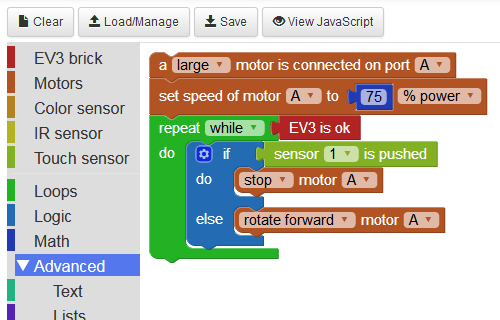 Clear
Load/Manage
Save
View JavaScript
EV3 brick
Motors
Color sensor
IR sensor
Touch sensor
Loops
Logic
Math
Advanced
Text
Lists
a large motor is connected on port A
set speed of motor A to 75 % power
repeat while EV3 is ok
do if sensor 1 is pushed
do stop motor A
else rotate forward motor A